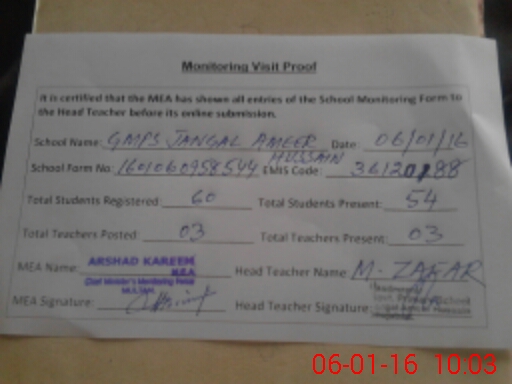 Monitoring Visit Proof
It is certified that the MEA has shown all entries of the School Monitoring Form to
the Head Teacher before its online submission.
School Name: GMPS JANGAL AMEER HUSSAIN Date: 06/01/16
School Form No: 1601060958544 EMIS Code: 36120188
Total Students Registered: 60 Total Students Present: 54
Total Teachers Posted: 03 Total Teachers Present: 03
MEA Name: ARSHAD KAREEM Head Teacher Name: M. ZAFAR
M.E.A
Chief Minister's Monitoring Force
MULTAN
MEA Signature: Head Teacher Signature:
06-01-16 10:03